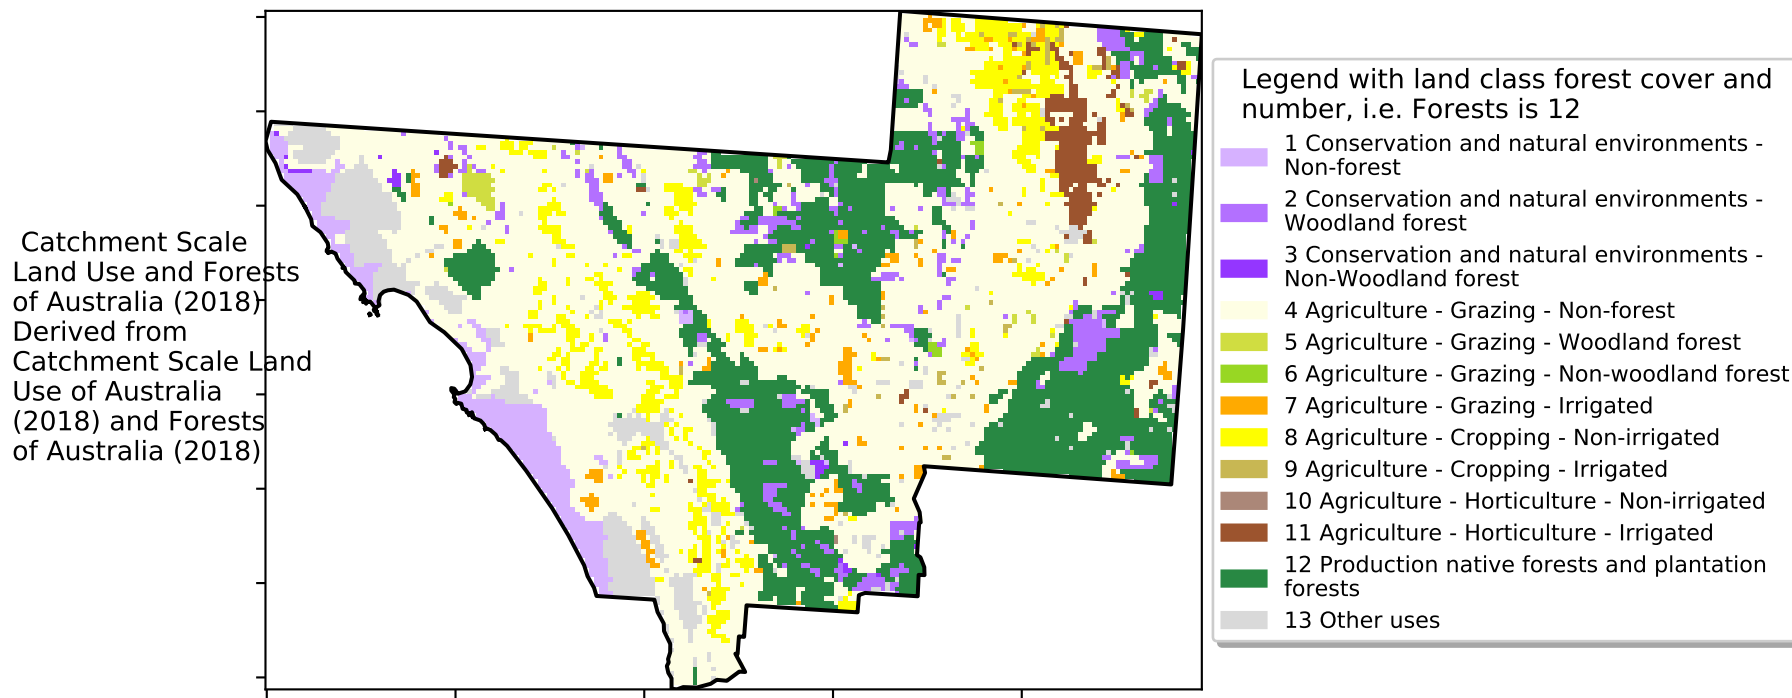 Catchment Scale
Land Use and Forests
of Australia (2018)
Derived from
Catchment Scale Land
Use of Australia
(2018) and Forests
of Australia (2018)
Legend with land class forest cover and
number, i.e. Forests is 12
1 Conservation and natural environments -
Non-forest
2 Conservation and natural environments -
Woodland forest
3 Conservation and natural environments -
Non-Woodland forest
4 Agriculture - Grazing - Non-forest
5 Agriculture - Grazing - Woodland forest
6 Agriculture - Grazing - Non-woodland forest
7 Agriculture - Grazing - Irrigated
8 Agriculture - Cropping - Non-irrigated
9 Agriculture - Cropping - Irrigated
10 Agriculture - Horticulture - Non-irrigated
11 Agriculture - Horticulture - Irrigated
12 Production native forests and plantation
forests
13 Other uses